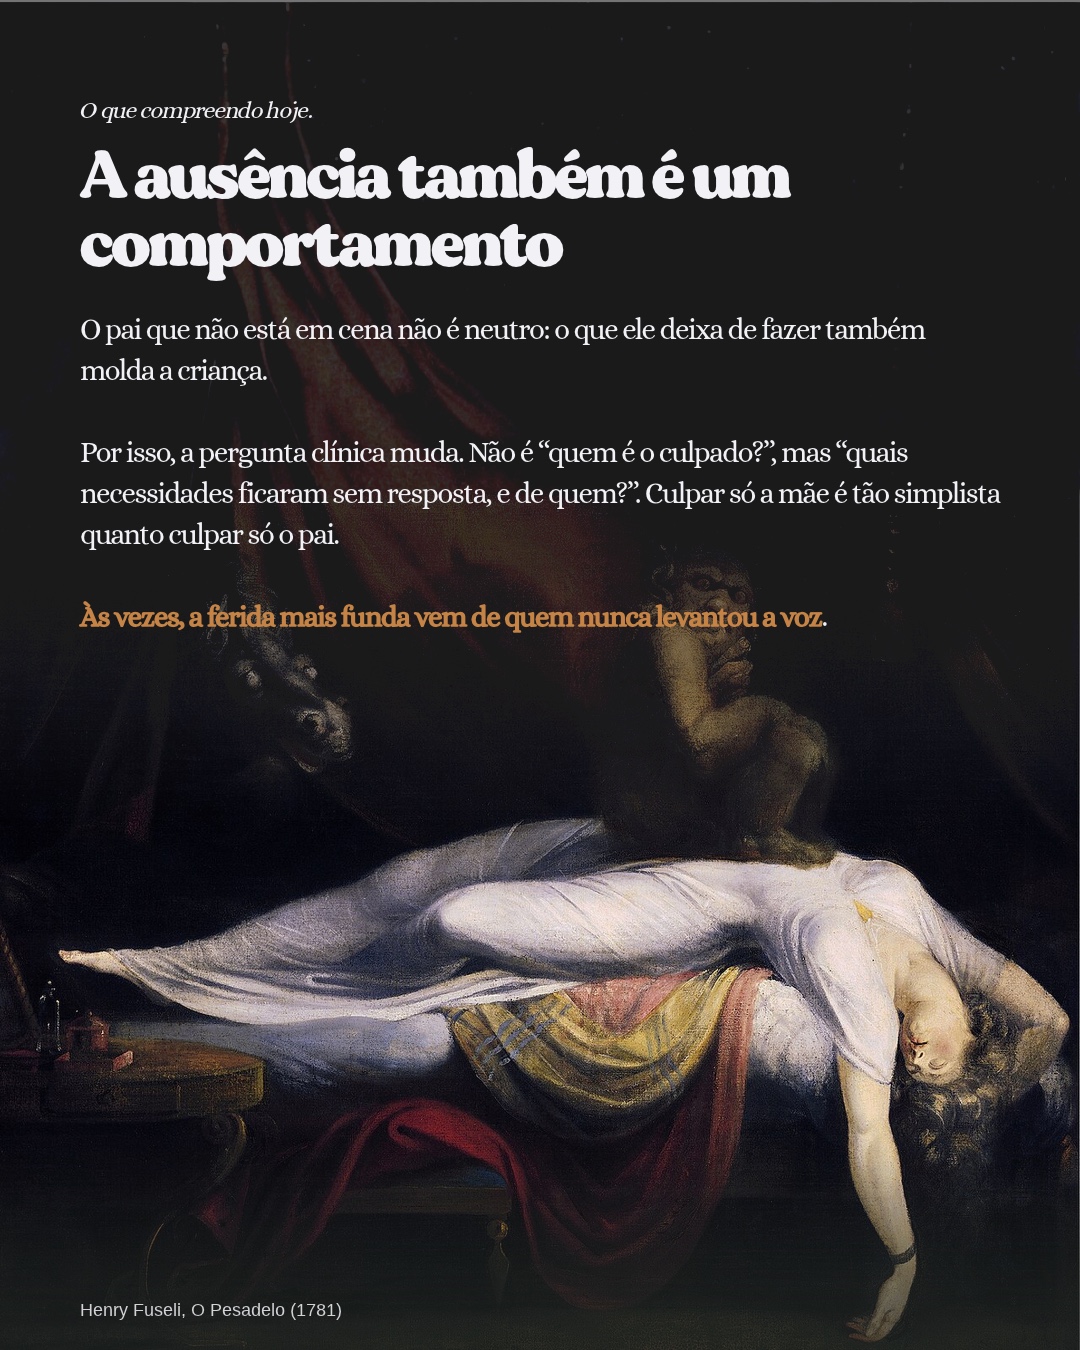 O que compreendo hoje.
A ausência também é um
comportamento
O pai que não está em cena não é neutro: o que ele deixa de fazer também
molda a criança.
Por isso, a pergunta clínica muda. Não é “quem é o culpado?”, mas “quais
necessidades ficaram sem resposta, e de quem?”. Culpar só a mãe é tão simplista
quanto culpar só o pai.
Às vezes, a ferida mais funda vem de quem nunca levantou a voz.
Henry Fuseli, O Pesadelo (1781)